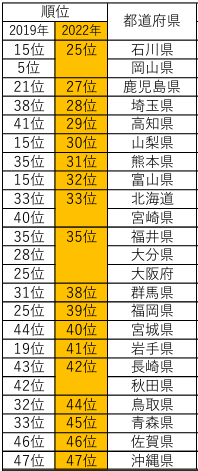 順位 都道府県
2019年 2022年
15位 25位 石川県
5位 岡山県
21位 27位 鹿児島県
38位 28位 埼玉県
41位 29位 高知県
15位 30位 山梨県
35位 31位 熊本県
15位 32位 富山県
33位 33位 北海道
40位 宮崎県
35位 35位 福井県
28位 大分県
25位 大阪府
31位 38位 群馬県
25位 39位 福岡県
44位 40位 宮城県
19位 41位 岩手県
43位 42位 長崎県
42位 秋田県
32位 44位 鳥取県
33位 45位 青森県
46位 46位 佐賀県
47位 47位 沖縄県